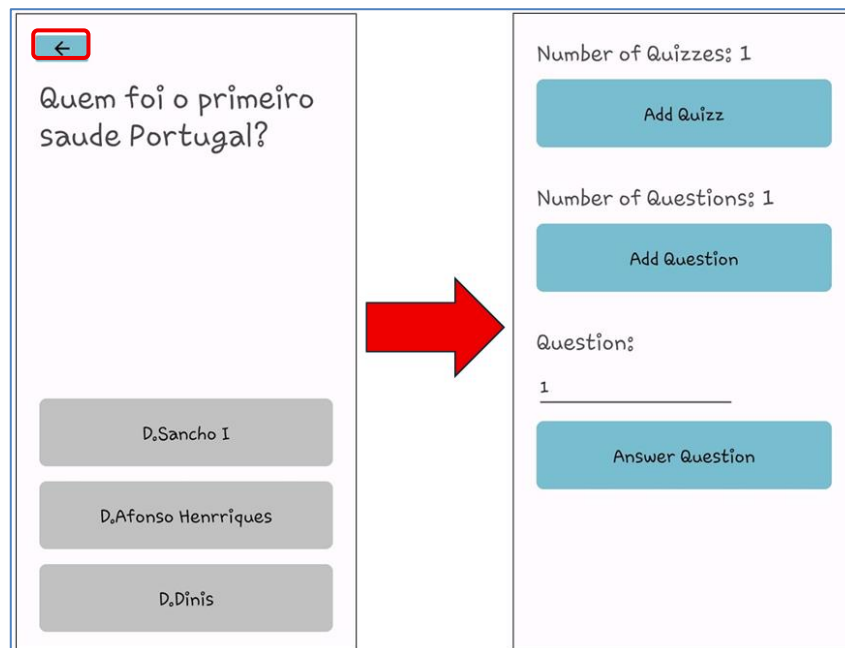 ←
Quem foi o primeiro
saude Portugal?
D.Sancho I
D.Afonso Henrriques
D.Dinis
Number of Quizzes: 1
Add Quizz
Number of Questions: 1
Add Question
Question:
1
Answer Question